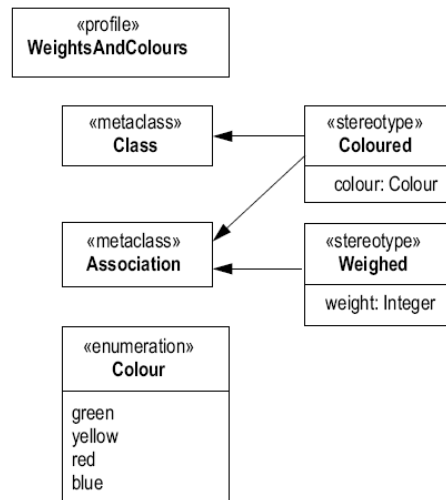 «profile»
WeightsAndColours
«metaclass»
Class
«stereotype»
Coloured
colour: Colour
«metaclass»
Association
«stereotype»
Weighed
weight: Integer
«enumeration»
Colour
green
yellow
red
blue